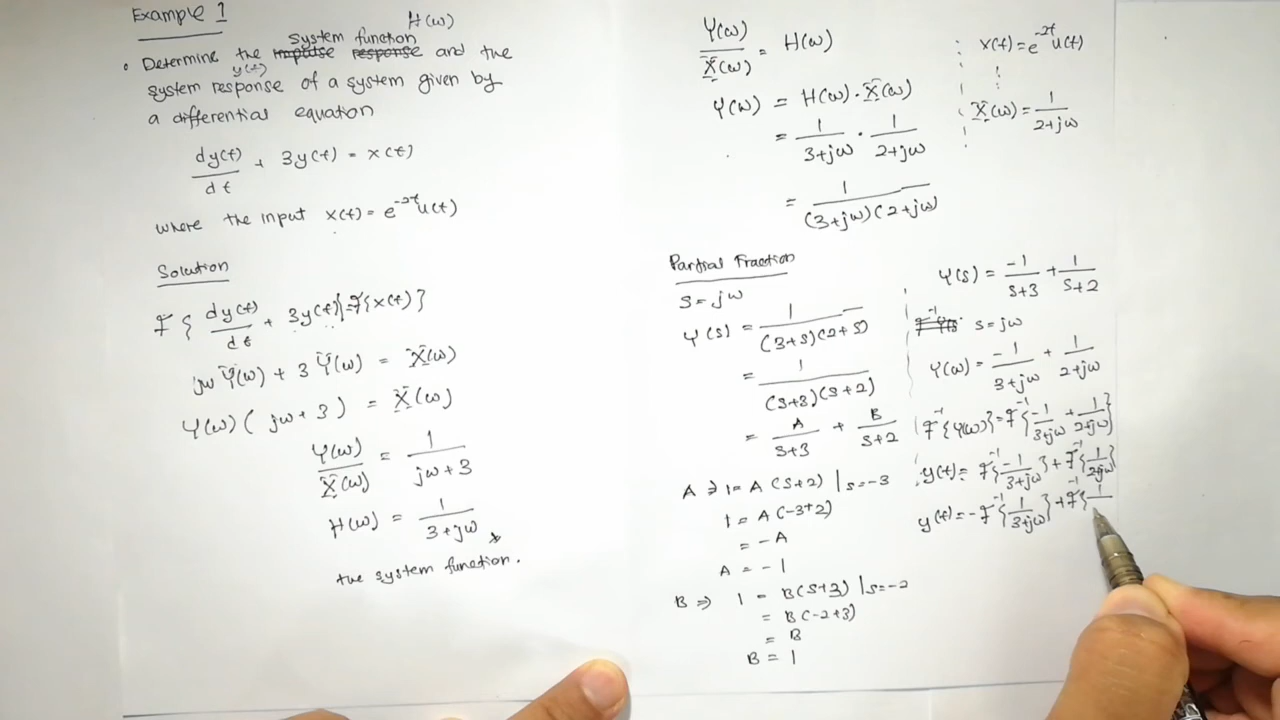 Example 1
H(ω)
system function
• Determine the impulse response and the
y(t)
system response of a system given by
a differential equation
dy(t)/dt + 3y(t) = x(t)
where the input x(t) = e^-2t u(t)
Solution
F { dy(t)/dt + 3y(t) } = F{x(t)}
jω Y(ω) + 3 Y(ω) = X(ω)
Y(ω) ( jω + 3 ) = X(ω)
Y(ω)/X(ω) = 1/(jω + 3)
H(ω) = 1/(3 + jω)
the system function.
Y(ω)/X(ω) = H(ω)
Y(ω) = H(ω) · X(ω)
= 1/(3+jω) · 1/(2+jω)
= 1/((3+jω)(2+jω))
x(t) = e^-2t u(t)
X(ω) = 1/(2+jω)
Partial Fraction
s = jω
Y(s) = 1/((3+s)(2+s))
= 1/((s+3)(s+2))
= A/(s+3) + B/(s+2)
A ⇒ 1 = A(s+2) | s=-3
1 = A(-3+2)
= -A
A = -1
B ⇒ 1 = B(s+3) | s=-2
= B(-2+3)
= B
B = 1
Y(s) = -1/(s+3) + 1/(s+2)
s = jω
Y(ω) = -1/(3+jω) + 1/(2+jω)
F^-1{Y(ω)} = F^-1{ -1/(3+jω) + 1/(2+jω) }
y(t) = F^-1{ -1/(3+jω) } + F^-1{ 1/(2+jω) }
y(t) = -F^-1{ 1/(3+jω) } + F^-1{ 1/